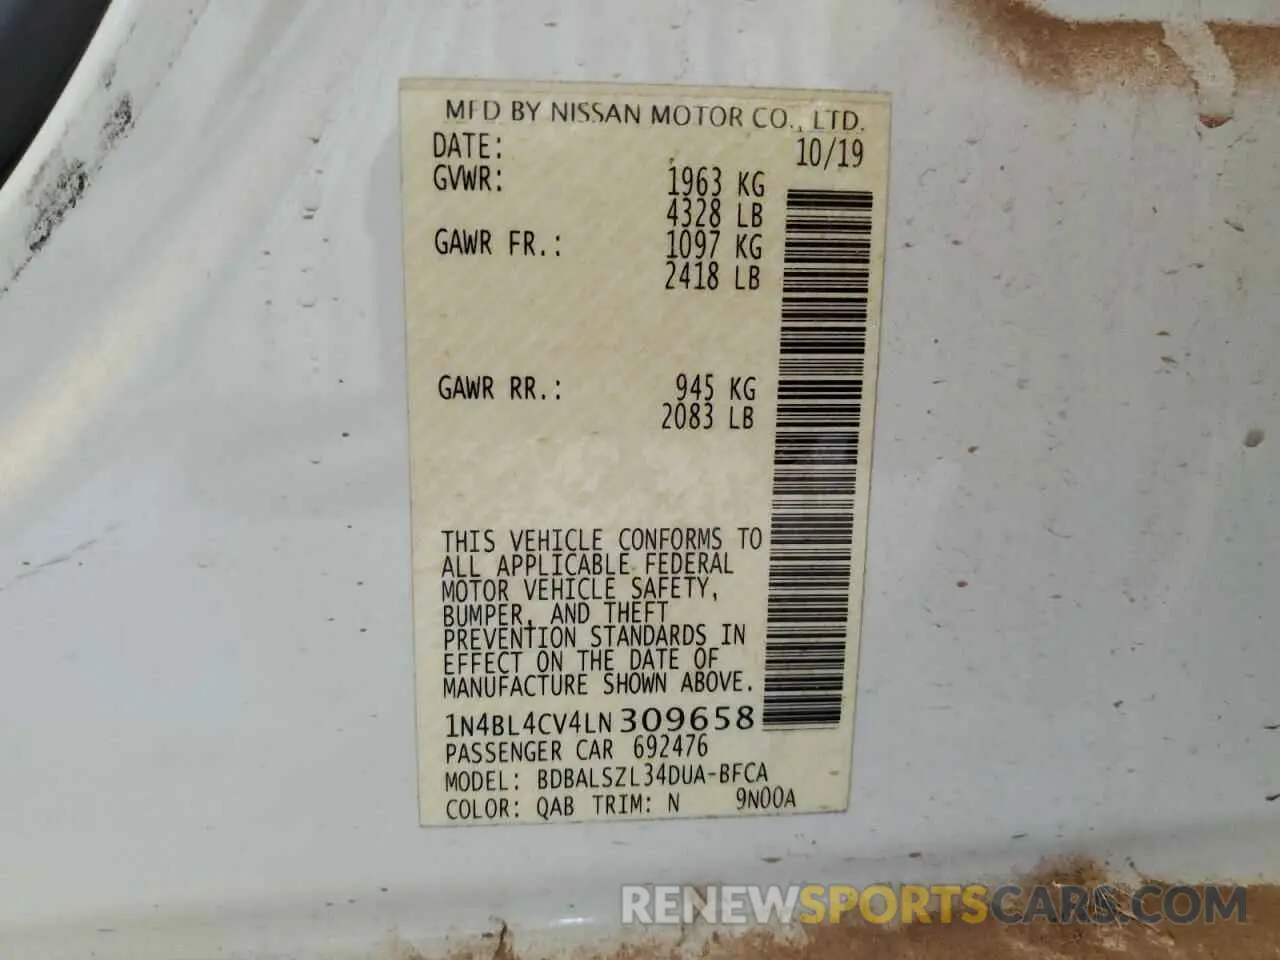 MFD BY NISSAN MOTOR CO., LTD.
DATE: 10/19
GVWR: 1963 KG
4328 LB
GAWR FR.: 1097 KG
2418 LB
GAWR RR.: 945 KG
2083 LB
THIS VEHICLE CONFORMS TO
ALL APPLICABLE FEDERAL
MOTOR VEHICLE SAFETY,
BUMPER, AND THEFT
PREVENTION STANDARDS IN
EFFECT ON THE DATE OF
MANUFACTURE SHOWN ABOVE.
1N4BL4CV4LN309658
PASSENGER CAR 692476
MODEL: BDBALSZL34DUA-BFCA
COLOR: QAB TRIM: N 9N00A
RENEWSPORTSCARS.COM